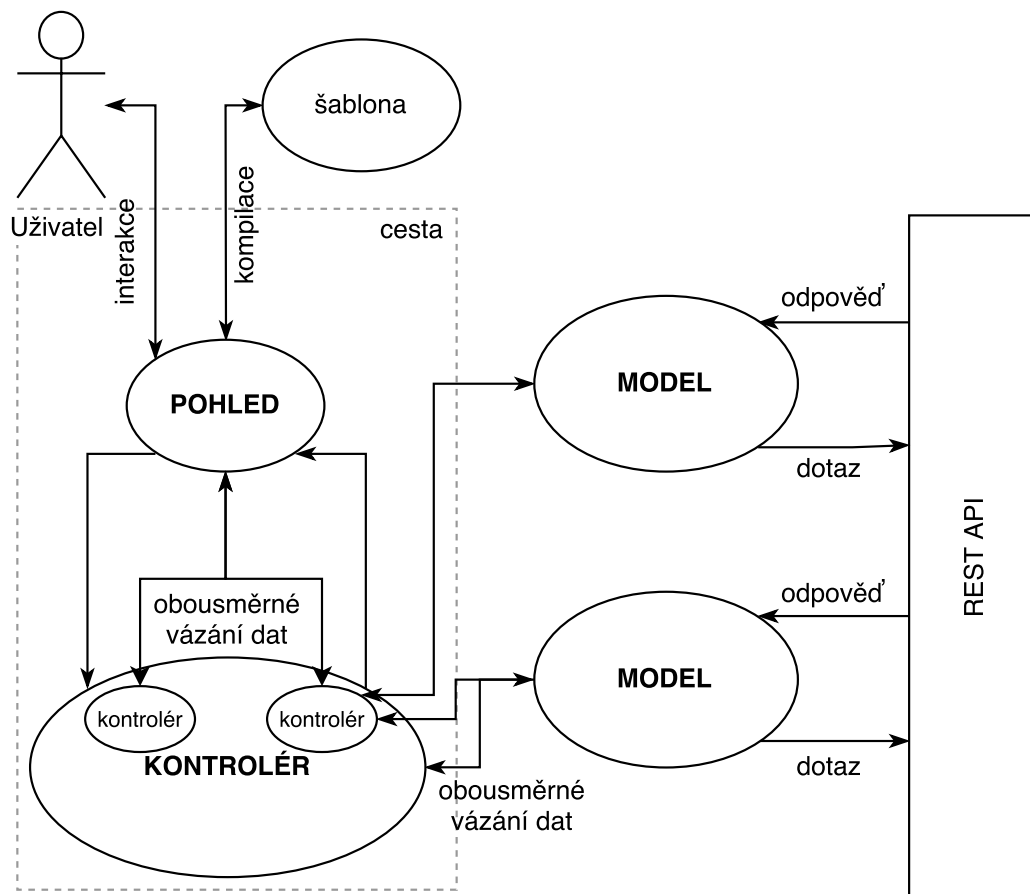 šablona
Uživatel
interakce
kompilace
cesta
POHLED
odpověď
MODEL
dotaz
REST API
obousměrné
vázání dat
odpověď
MODEL
dotaz
kontrolér
kontrolér
KONTROLÉR
obousměrné
vázání dat